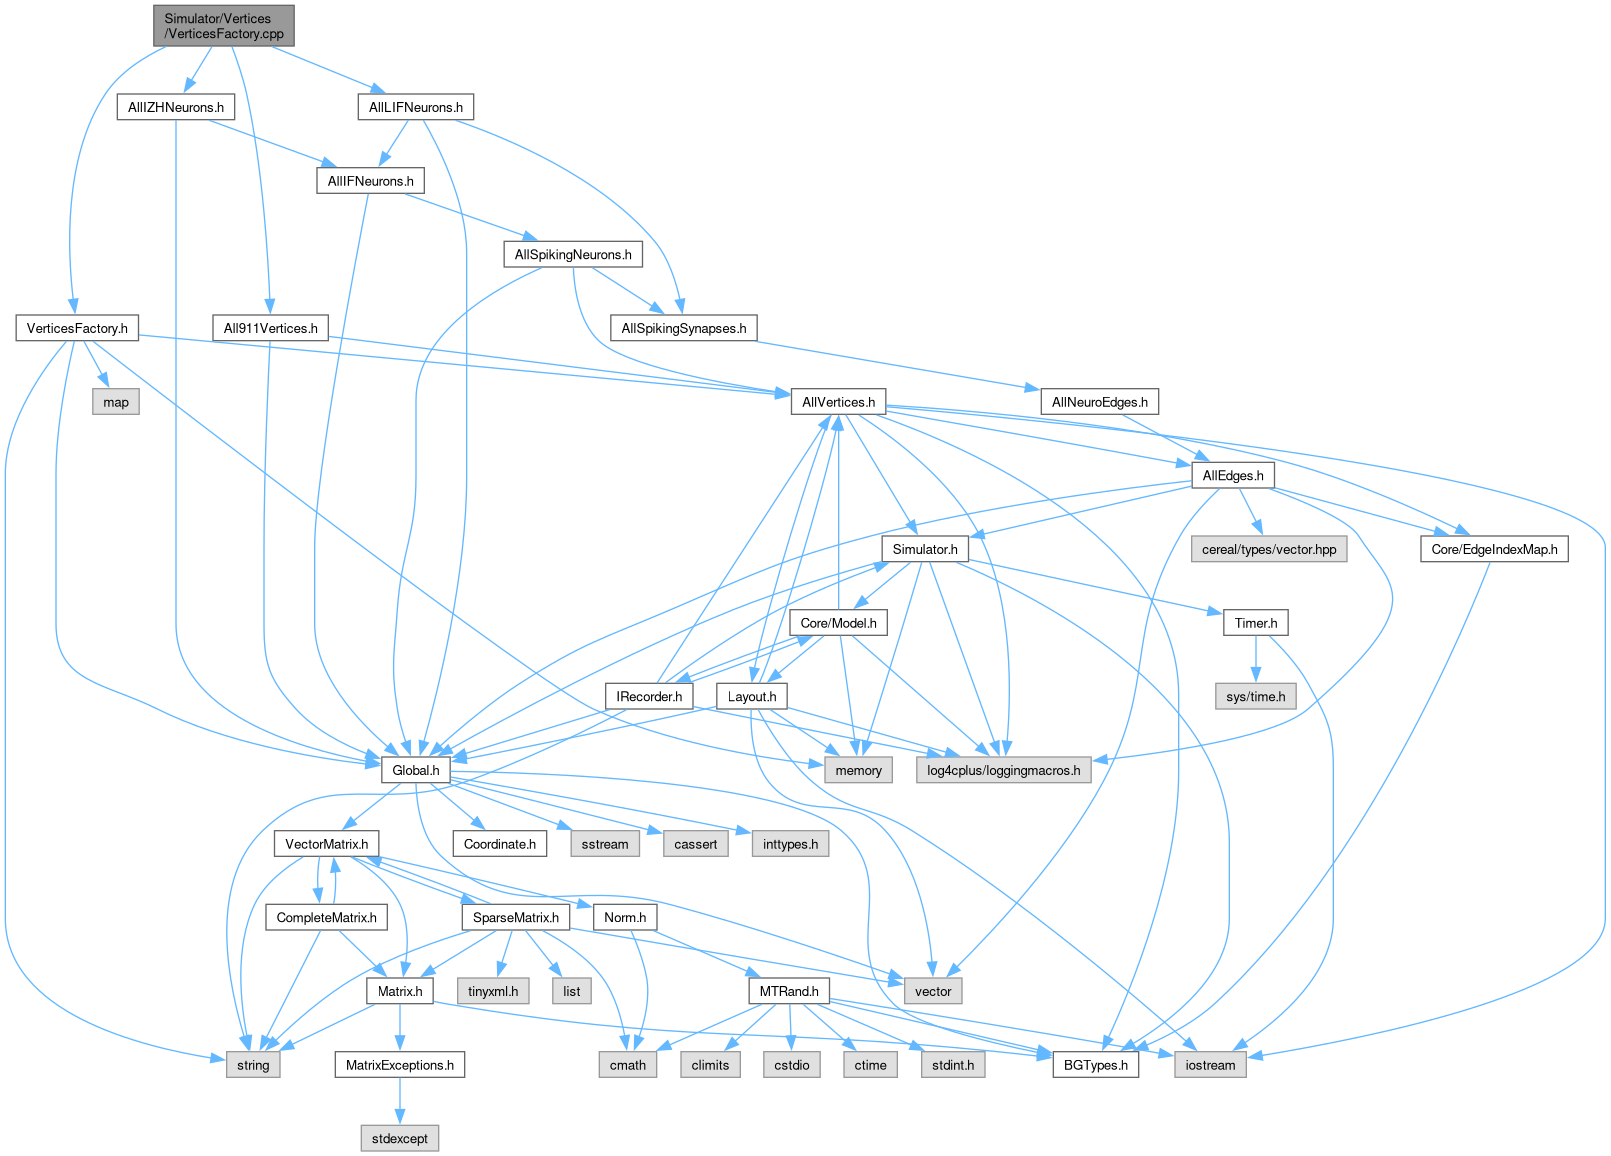 Simulator/Vertices
/VerticesFactory.cpp
AllIZHNeurons.h
AllLIFNeurons.h
AllIFNeurons.h
AllSpikingNeurons.h
VerticesFactory.h
All911Vertices.h
AllSpikingSynapses.h
map
AllVertices.h
AllNeuroEdges.h
AllEdges.h
Simulator.h
cereal/types/vector.hpp
Core/EdgeIndexMap.h
Core/Model.h
Timer.h
IRecorder.h
Layout.h
sys/time.h
Global.h
memory
log4cplus/loggingmacros.h
VectorMatrix.h
Coordinate.h
sstream
cassert
inttypes.h
CompleteMatrix.h
SparseMatrix.h
Norm.h
Matrix.h
tinyxml.h
list
MTRand.h
vector
string
MatrixExceptions.h
cmath
climits
cstdio
ctime
stdint.h
BGTypes.h
iostream
stdexcept